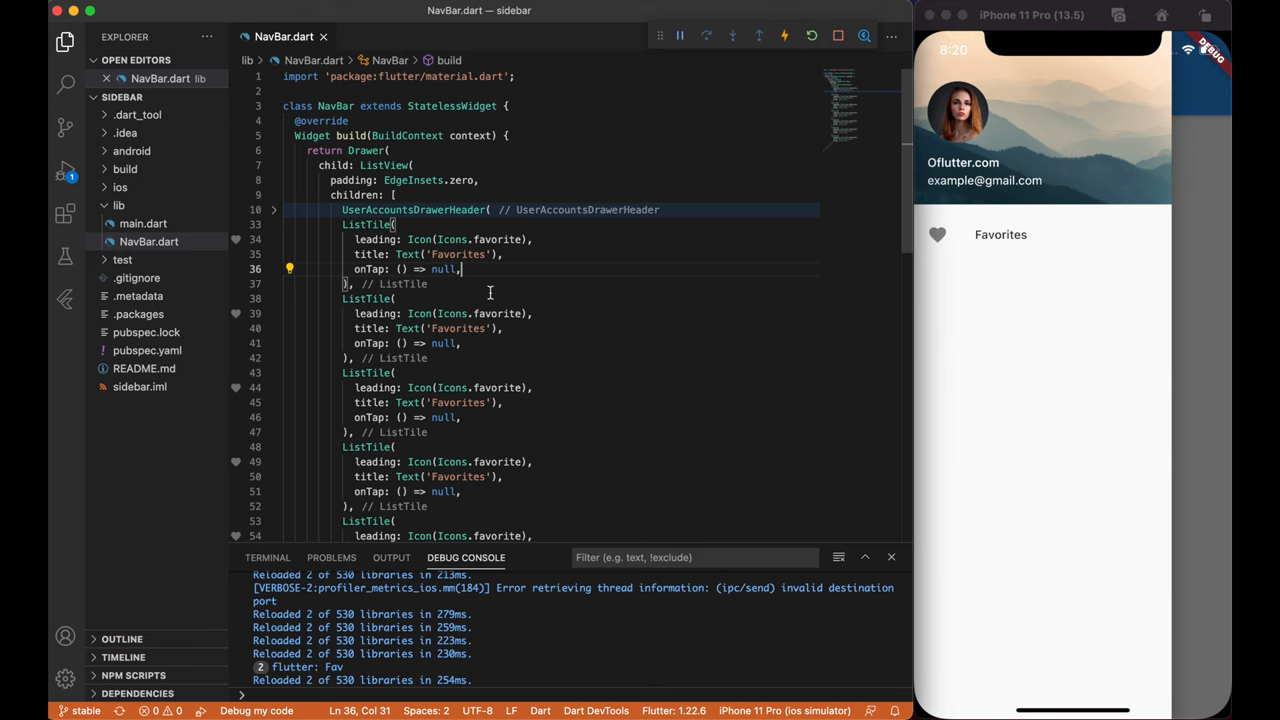 NavBar.dart — sidebar
EXPLORER
OPEN EDITORS
NavBar.dart lib
SIDEBAR
.dart_tool
.idea
android
build
ios
lib
main.dart
NavBar.dart
test
.gitignore
.metadata
.packages
pubspec.lock
pubspec.yaml
README.md
sidebar.iml
OUTLINE
TIMELINE
NPM SCRIPTS
DEPENDENCIES
1
NavBar.dart
lib > NavBar.dart > NavBar > build
1 import 'package:flutter/material.dart';
2
3 class NavBar extends StatelessWidget {
4 @override
5 Widget build(BuildContext context) {
6 return Drawer(
7 child: ListView(
8 padding: EdgeInsets.zero,
9 children: [
10 UserAccountsDrawerHeader( // UserAccountsDrawerHeader
33 ListTile(
34 leading: Icon(Icons.favorite),
35 title: Text('Favorites'),
36 onTap: () => null,
37 ), // ListTile
38 ListTile(
39 leading: Icon(Icons.favorite),
40 title: Text('Favorites'),
41 onTap: () => null,
42 ), // ListTile
43 ListTile(
44 leading: Icon(Icons.favorite),
45 title: Text('Favorites'),
46 onTap: () => null,
47 ), // ListTile
48 ListTile(
49 leading: Icon(Icons.favorite),
50 title: Text('Favorites'),
51 onTap: () => null,
52 ), // ListTile
53 ListTile(
54 leading: Icon(Icons.favorite),
TERMINAL PROBLEMS OUTPUT DEBUG CONSOLE Filter (e.g. text, !exclude)
Reloaded 2 of 530 libraries in 213ms.
[VERBOSE-2:profiler_metrics_ios.mm(184)] Error retrieving thread information: (ipc/send) invalid destination
port
Reloaded 2 of 530 libraries in 279ms.
Reloaded 2 of 530 libraries in 259ms.
Reloaded 2 of 530 libraries in 223ms.
Reloaded 2 of 530 libraries in 230ms.
2 flutter: Fav
Reloaded 2 of 530 libraries in 254ms.
>
stable 0 0 Debug my code Ln 36, Col 31 Spaces: 2 UTF-8 LF Dart Dart DevTools Flutter: 1.22.6 iPhone 11 Pro (ios simulator)
iPhone 11 Pro (13.5)
8:20
DEBUG
Oflutter.com
example@gmail.com
Favorites